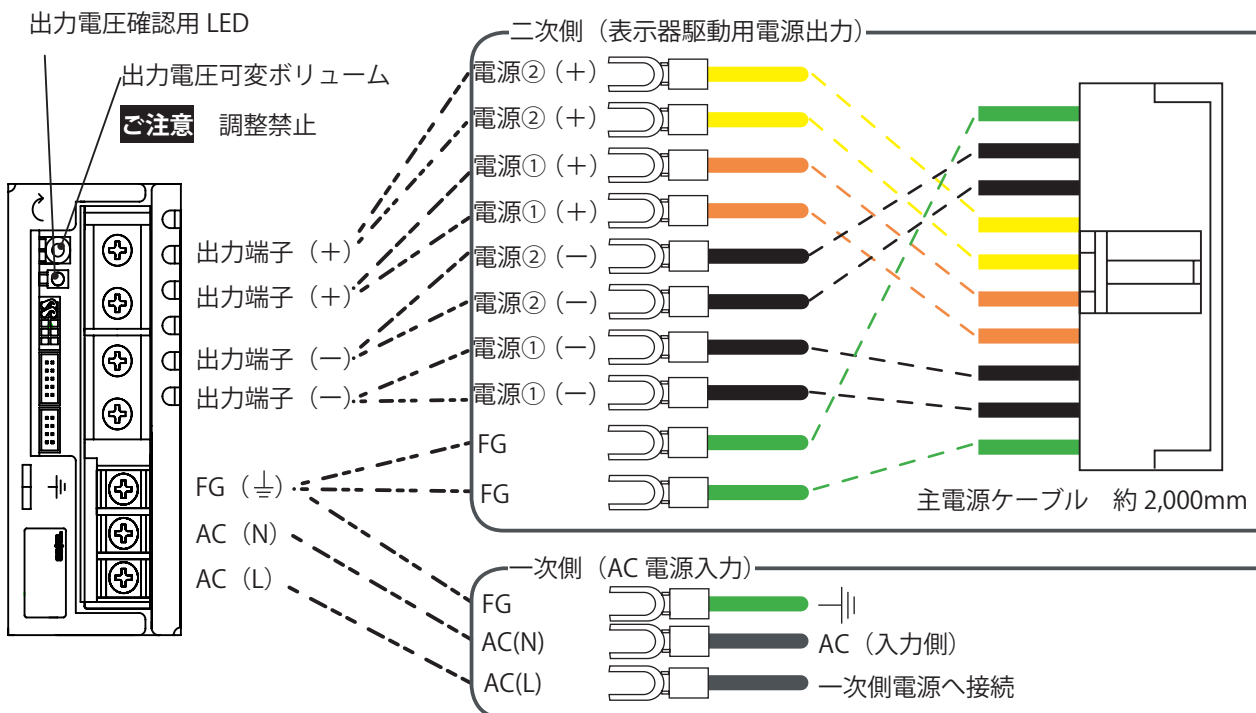 出力電圧確認用 LED
出力電圧可変ボリューム
ご注意 調整禁止
出力端子（＋）
出力端子（＋）
出力端子（−）
出力端子（−）
FG（⏚）
AC（N）
AC（L）
二次側（表示器駆動用電源出力）
電源②（＋）
電源②（＋）
電源①（＋）
電源①（＋）
電源②（−）
電源②（−）
電源①（−）
電源①（−）
FG
FG
主電源ケーブル 約 2,000mm
一次側（AC 電源入力）
FG
AC(N)
AC（入力側）
AC(L)
一次側電源へ接続